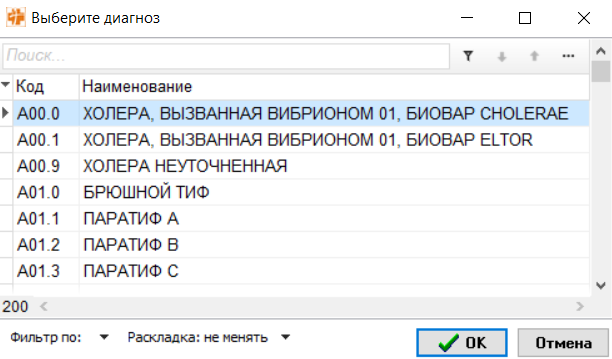 Выберите диагноз
Поиск...
Код Наименование
A00.0 ХОЛЕРА, ВЫЗВАННАЯ ВИБРИОНОМ 01, БИОВАР CHOLERAE
A00.1 ХОЛЕРА, ВЫЗВАННАЯ ВИБРИОНОМ 01, БИОВАР ELTOR
A00.9 ХОЛЕРА НЕУТОЧНЕННАЯ
A01.0 БРЮШНОЙ ТИФ
A01.1 ПАРАТИФ A
A01.2 ПАРАТИФ B
A01.3 ПАРАТИФ C
200
Фильтр по: Раскладка: не менять OK Отмена